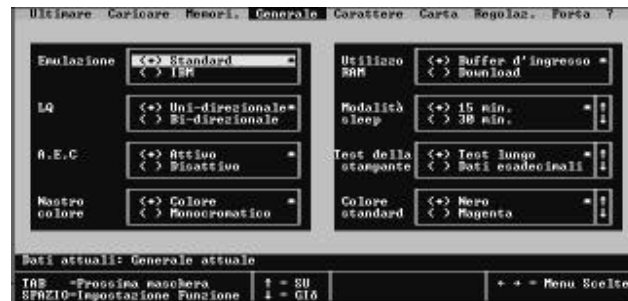 Ultimare Caricare Memori. Generale Carattere Carta Regolaz. Porta ?
Emulazione (•) Standard * Utilizzo (•) Buffer d'ingresso *
( ) IBM RAM ( ) Download
LQ (•) Uni-direzionale* Modalità (•) 15 min. * ↑
( ) Bi-direzionale sleep ( ) 30 min. ↓
A.E.C (•) Attivo * Test della (•) Test lungo * ↑
( ) Disattivo stampante ( ) Dati esadecimali ↓
Nastro (•) Colore * Colore (•) Nero * ↑
colore ( ) Monocromatico standard ( ) Magenta ↓
Dati attuali: Generale attuale
TAB =Prossima maschera ↑ = SU ← → = Menu Scelte
SPAZIO=Impostazione Funzione ↓ = GIù